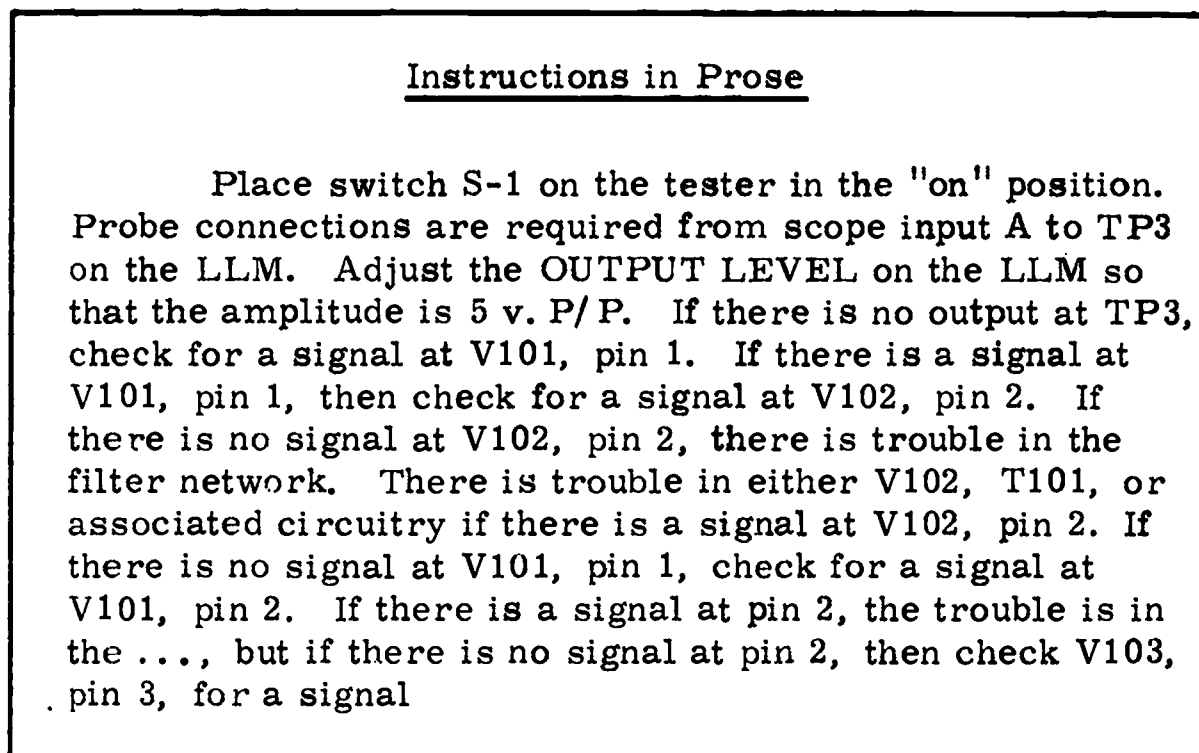 Instructions in Prose
Place switch S-1 on the tester in the "on" position.
Probe connections are required from scope input A to TP3
on the LLM. Adjust the OUTPUT LEVEL on the LLM so
that the amplitude is 5 v. P/P. If there is no output at TP3,
check for a signal at V101, pin 1. If there is a signal at
V101, pin 1, then check for a signal at V102, pin 2. If
there is no signal at V102, pin 2, there is trouble in the
filter network. There is trouble in either V102, T101, or
associated circuitry if there is a signal at V102, pin 2. If
there is no signal at V101, pin 1, check for a signal at
V101, pin 2. If there is a signal at pin 2, the trouble is in
the ..., but if there is no signal at pin 2, then check V103,
pin 3, for a signal